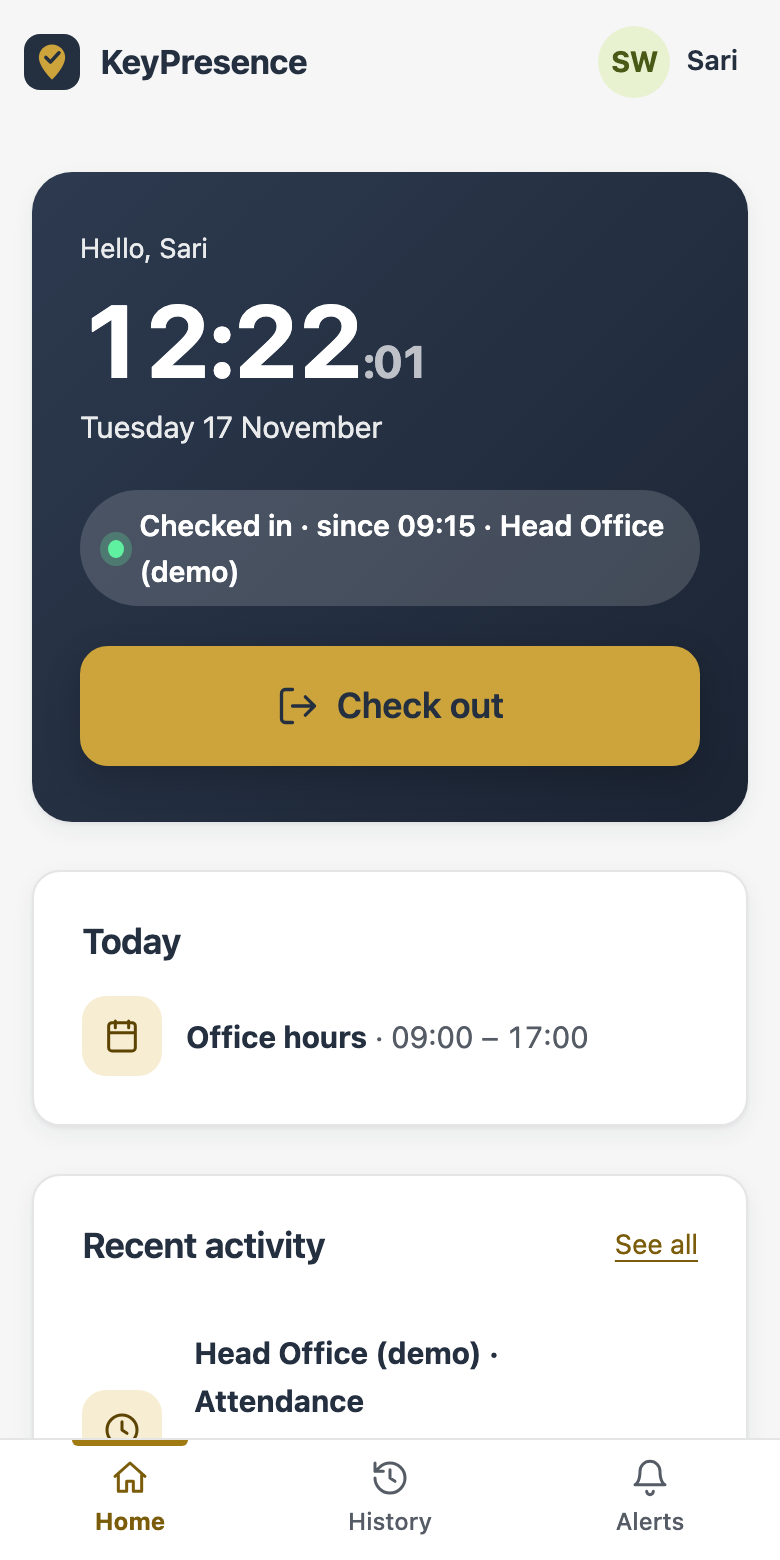 KeyPresence
SW
Sari
Hello, Sari
12:22:01
Tuesday 17 November
Checked in · since 09:15 · Head Office
(demo)
Check out
Today
Office hours · 09:00 – 17:00
Recent activity
See all
Head Office (demo) ·
Attendance
Home
History
Alerts